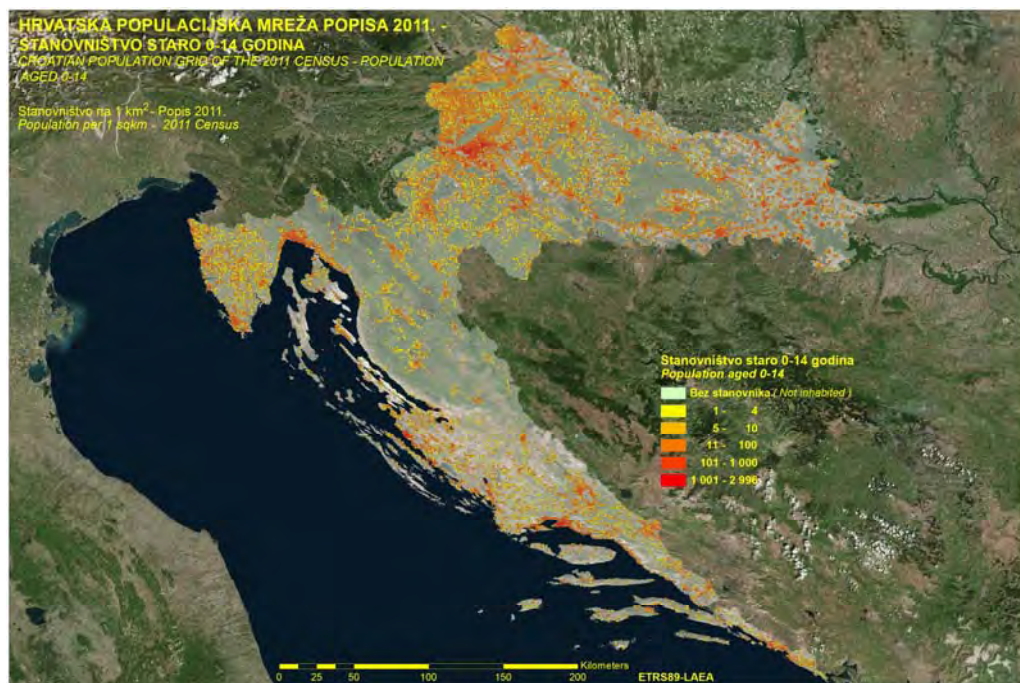 HRVATSKA POPULACIJSKA MREŽA POPISA 2011. -
STANOVNIŠTVO STARO 0-14 GODINA
CROATIAN POPULATION GRID OF THE 2011 CENSUS - POPULATION
AGED 0-14
Stanovništvo na 1 km² - Popis 2011.
Population per 1 sqkm - 2011 Census
Stanovništvo staro 0-14 godina
Population aged 0-14
Bez stanovnika ( Not inhabited )
1 - 4
5 - 10
11 - 100
101 - 1 000
1 001 - 2 996
Kilometers
0 25 50 100 150 200
ETRS89-LAEA